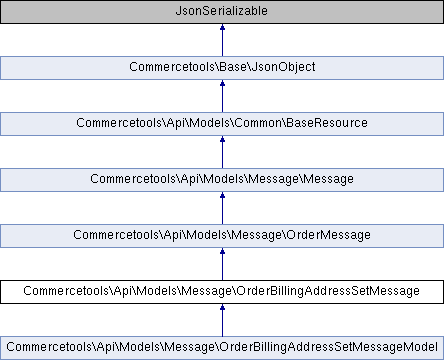 JsonSerializable
Commercetools\Base\JsonObject
Commercetools\Api\Models\Common\BaseResource
Commercetools\Api\Models\Message\Message
Commercetools\Api\Models\Message\OrderMessage
Commercetools\Api\Models\Message\OrderBillingAddressSetMessage
Commercetools\Api\Models\Message\OrderBillingAddressSetMessageModel